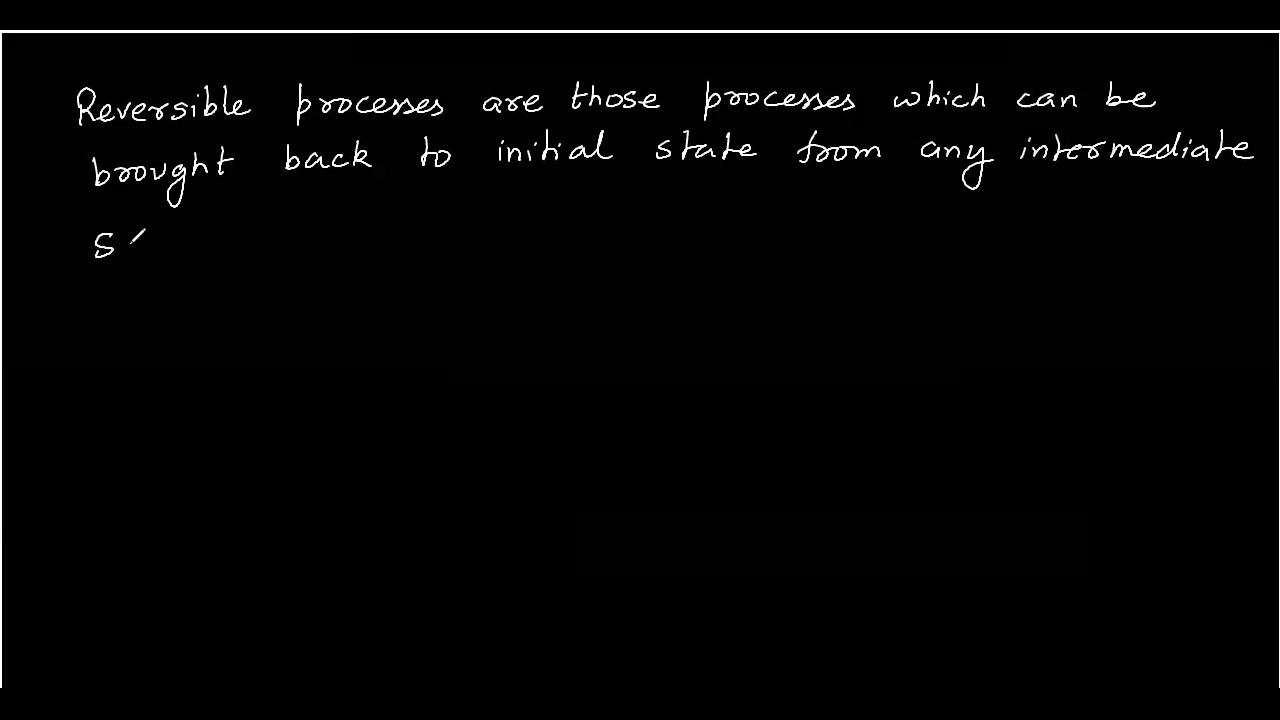 Reversible processes are those processes which can be
brought back to initial state from any intermediate
s